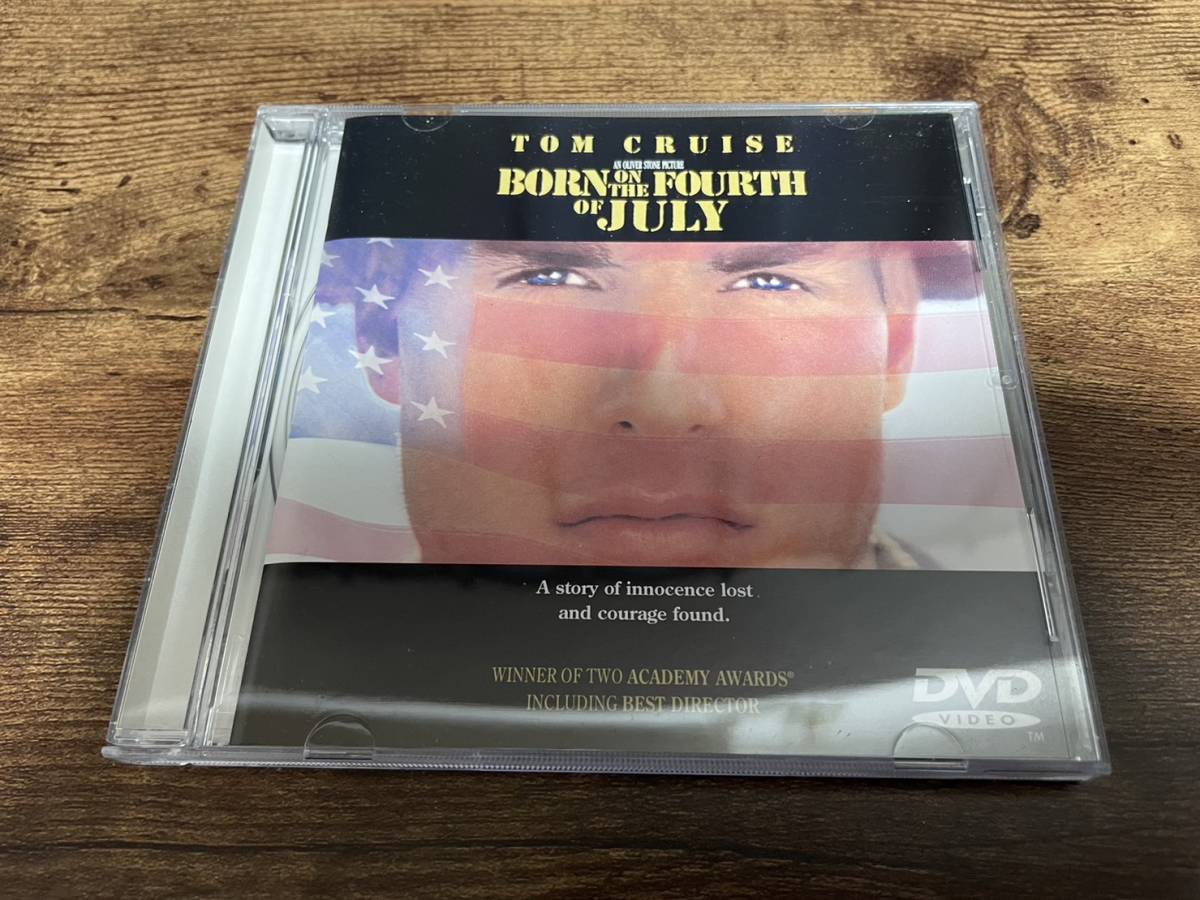 TOM CRUISE
AN OLIVER STONE PICTURE
BORN ON THE FOURTH
OF JULY
A story of innocence lost
and courage found.
WINNER OF TWO ACADEMY AWARDS®
INCLUDING BEST DIRECTOR
DVD
VIDEO
TM